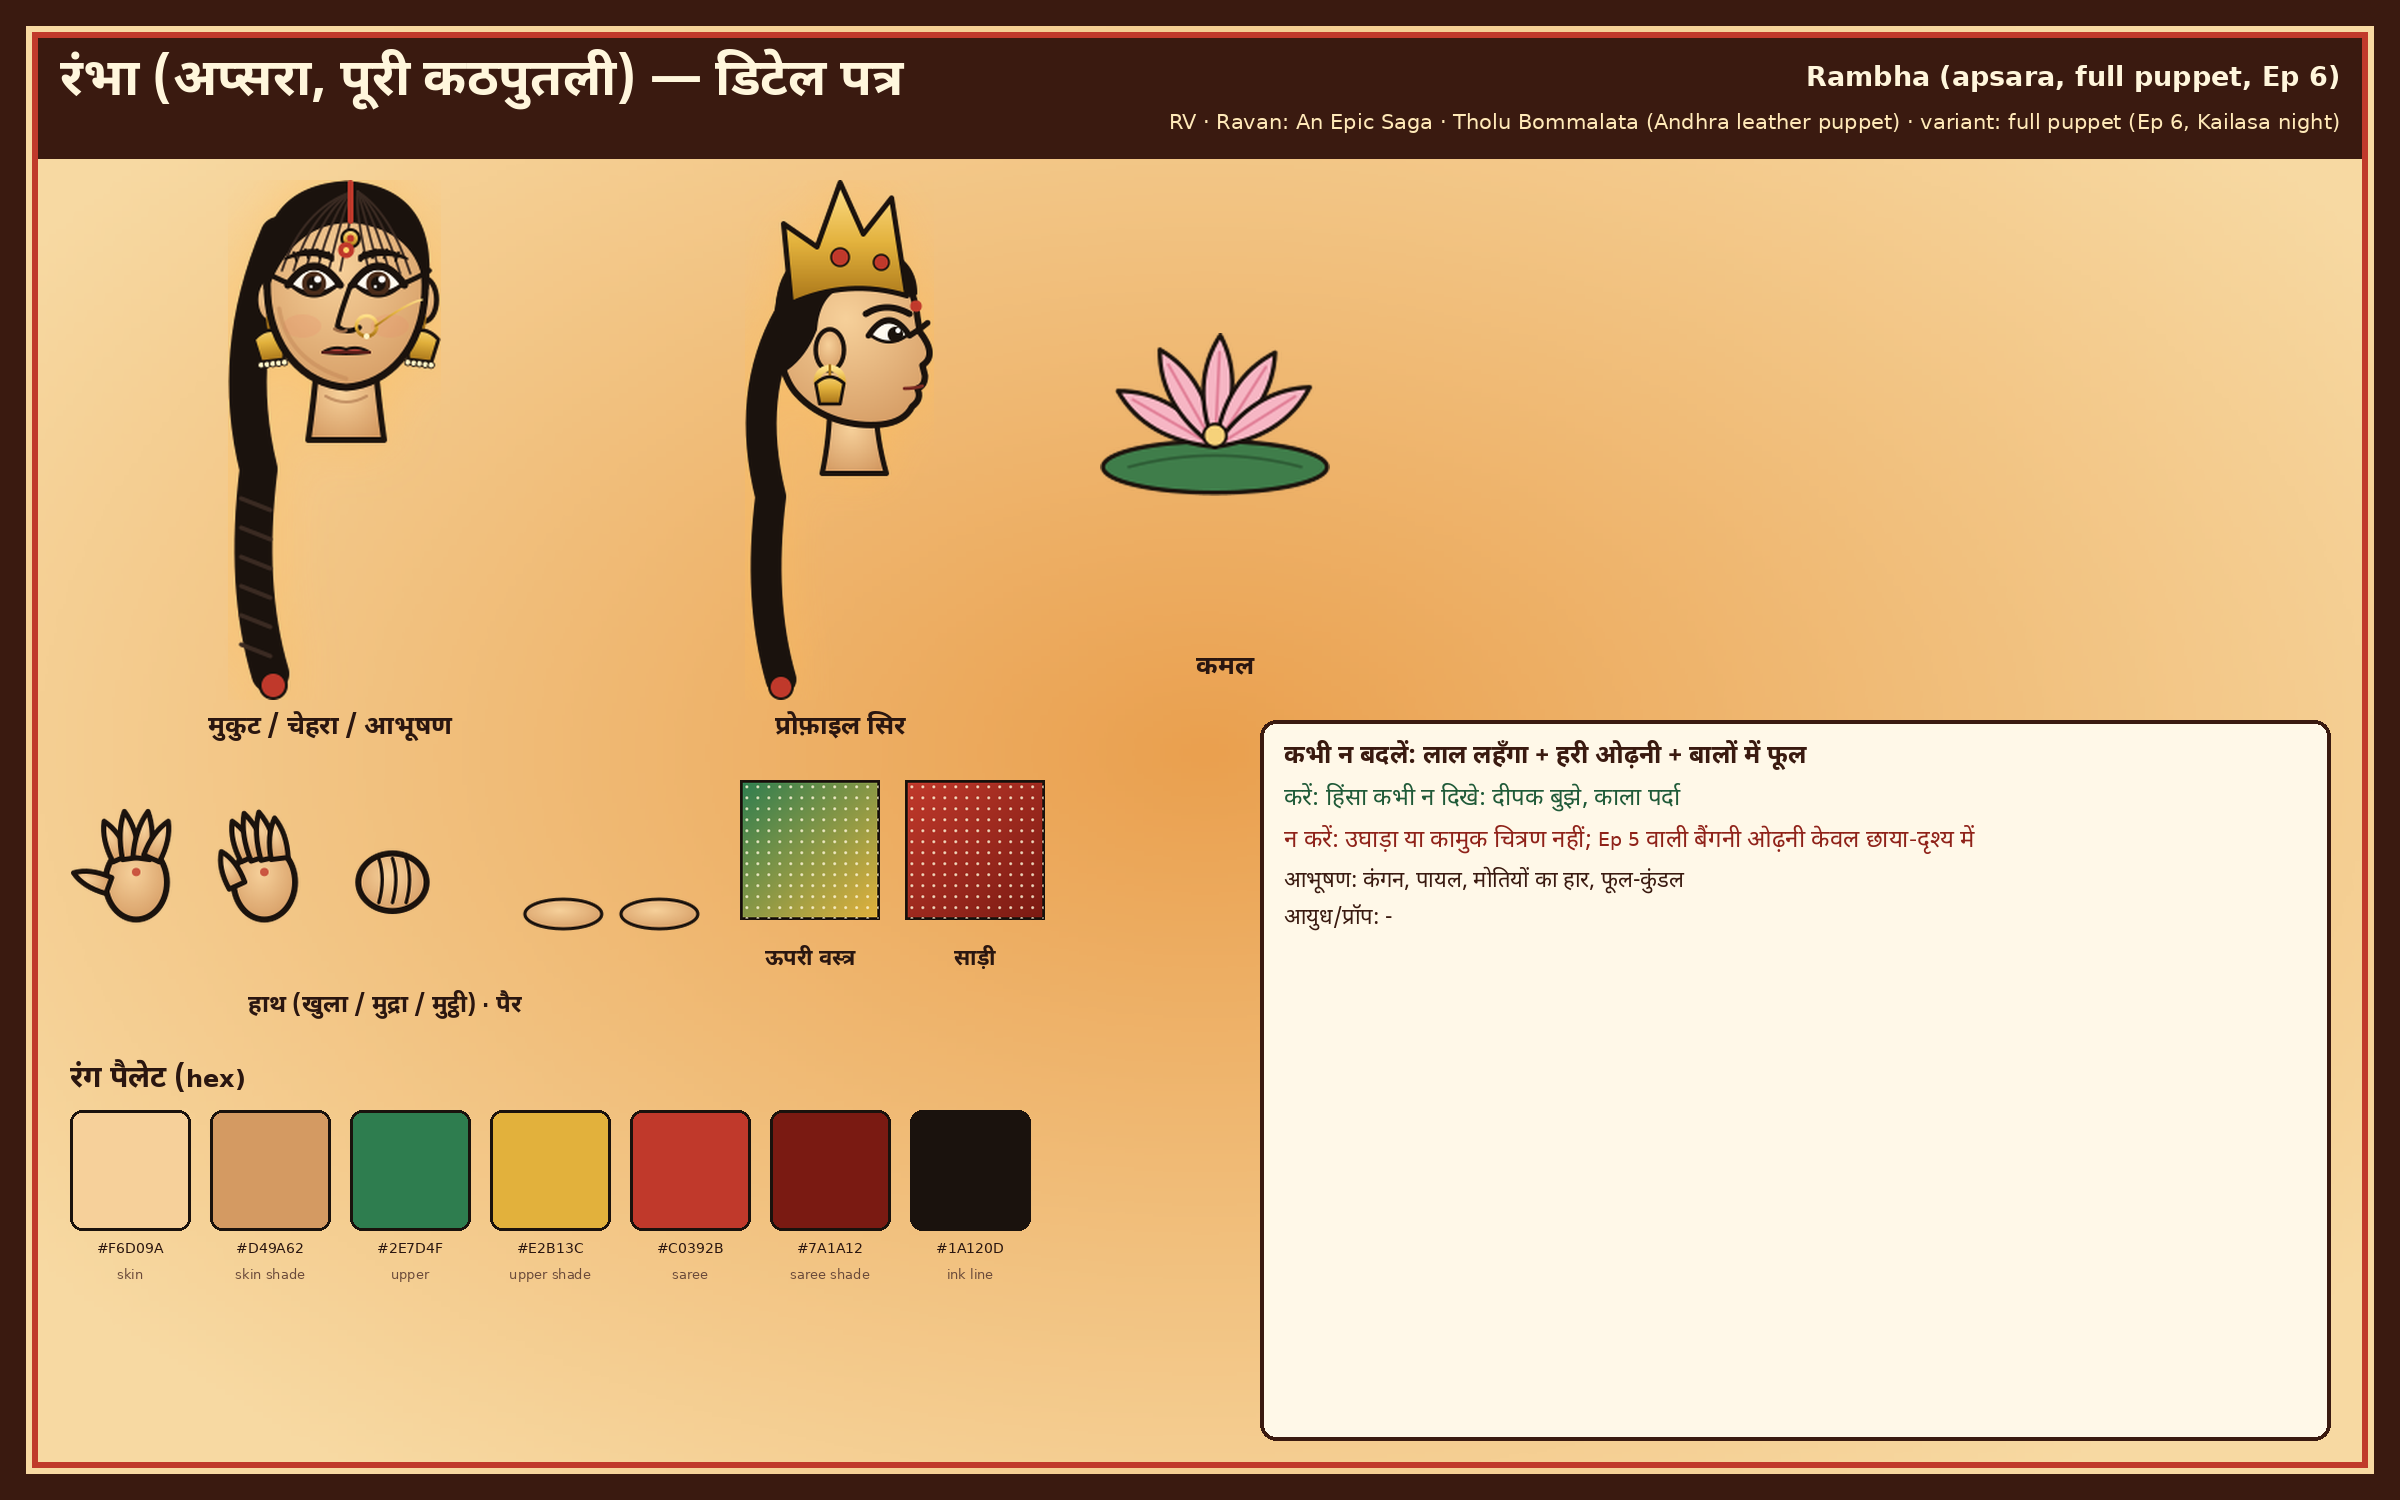 रंभा (अप्सरा, पूरी कठपुतली) — डिटेल पत्र
Rambha (apsara, full puppet, Ep 6)
RV · Ravan: An Epic Saga · Tholu Bommalata (Andhra leather puppet) · variant: full puppet (Ep 6, Kailasa night)
कमल
मुकुट / चेहरा / आभूषण
प्रोफ़ाइल सिर
कभी न बदलें: लाल लहँगा + हरी ओढ़नी + बालों में फूल
करें: हिंसा कभी न दिखे: दीपक बुझे, काला पर्दा
न करें: उघाड़ा या कामुक चित्रण नहीं; Ep 5 वाली बैंगनी ओढ़नी केवल छाया-दृश्य में
आभूषण: कंगन, पायल, मोतियों का हार, फूल-कुंडल
आयुध/प्रॉप: -
ऊपरी वस्त्र
साड़ी
हाथ (खुला / मुद्रा / मुट्ठी) · पैर
रंग पैलेट (hex)
#F6D09A
#D49A62
#2E7D4F
#E2B13C
#C0392B
#7A1A12
#1A120D
skin
skin shade
upper
upper shade
saree
saree shade
ink line